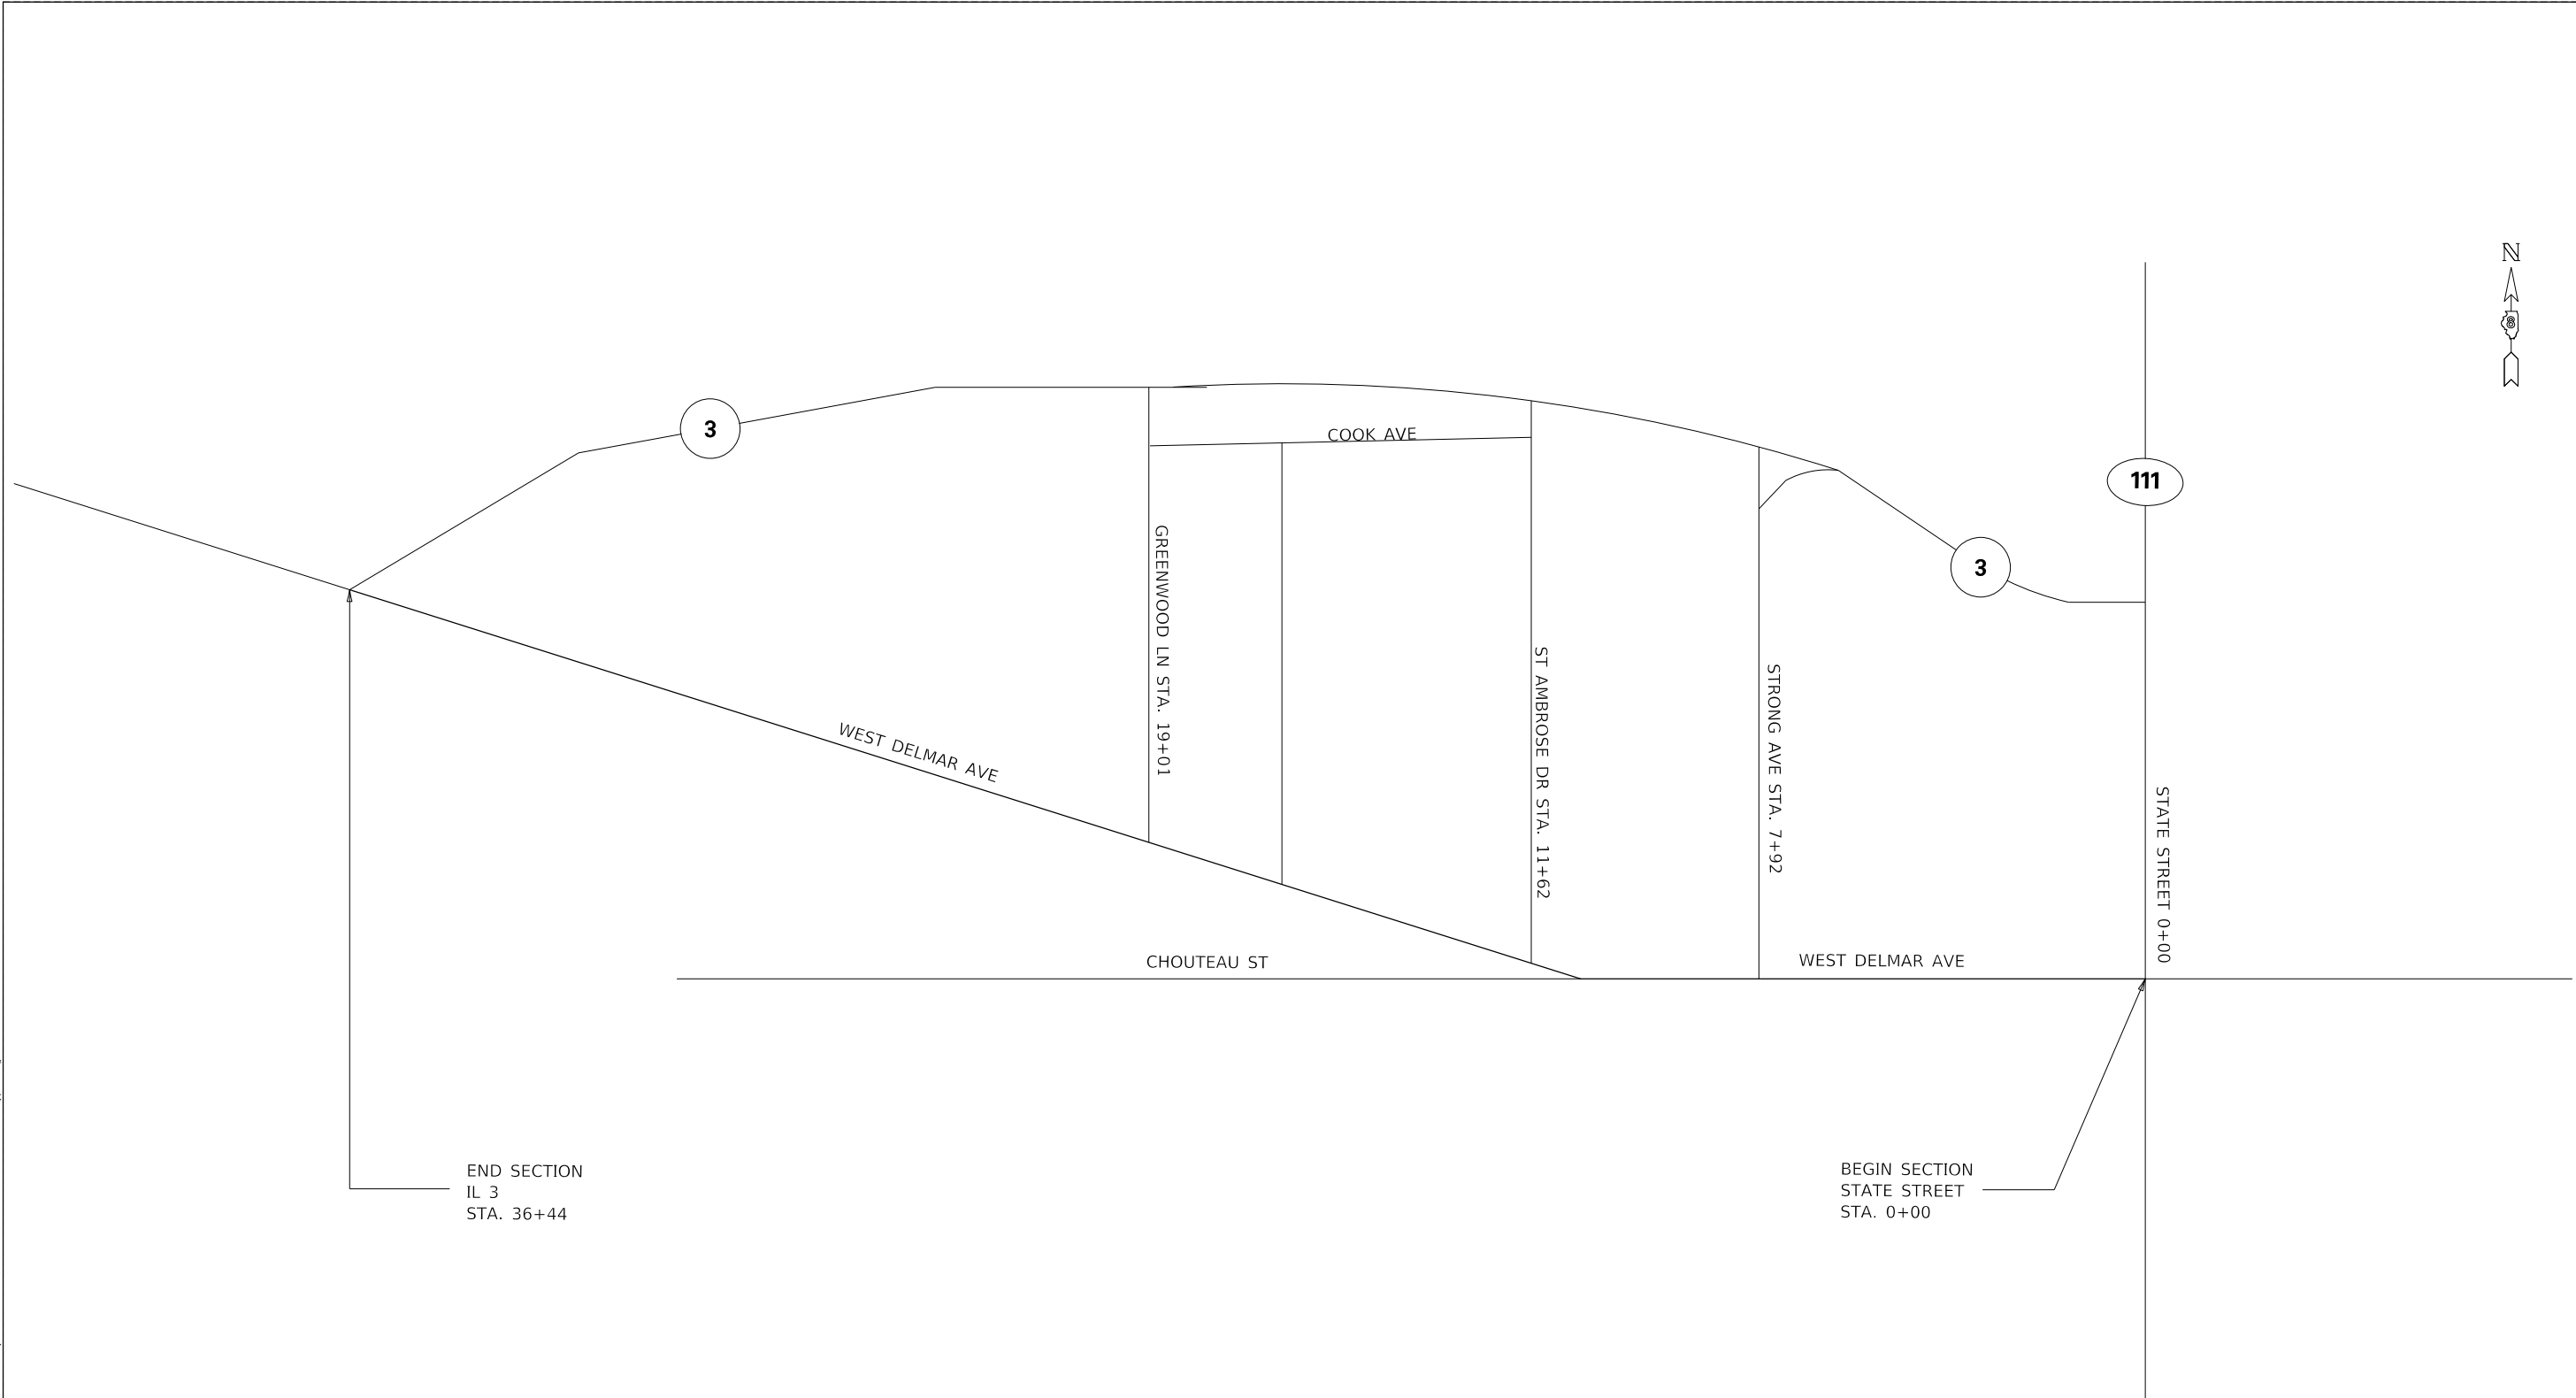 N
8
COOK AVE
3
111
3
GREENWOOD LN STA. 19+01
ST AMBROSE DR STA. 11+62
STRONG AVE STA. 7+92
STATE STREET 0+00
WEST DELMAR AVE
CHOUTEAU ST
WEST DELMAR AVE
END SECTION
IL 3
STA. 36+44
BEGIN SECTION
STATE STREET
STA. 0+00